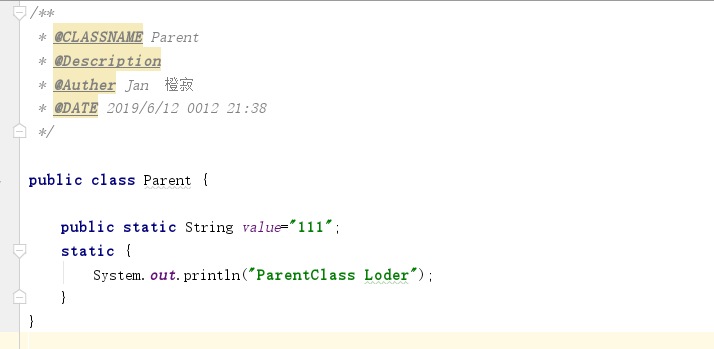 /**
* @CLASSNAME Parent
* @Description
* @Auther Jan 橙寂
* @DATE 2019/6/12 0012 21:38
*/
public class Parent {
public static String value="111";
static {
System.out.println("ParentClass Loder");
}
}